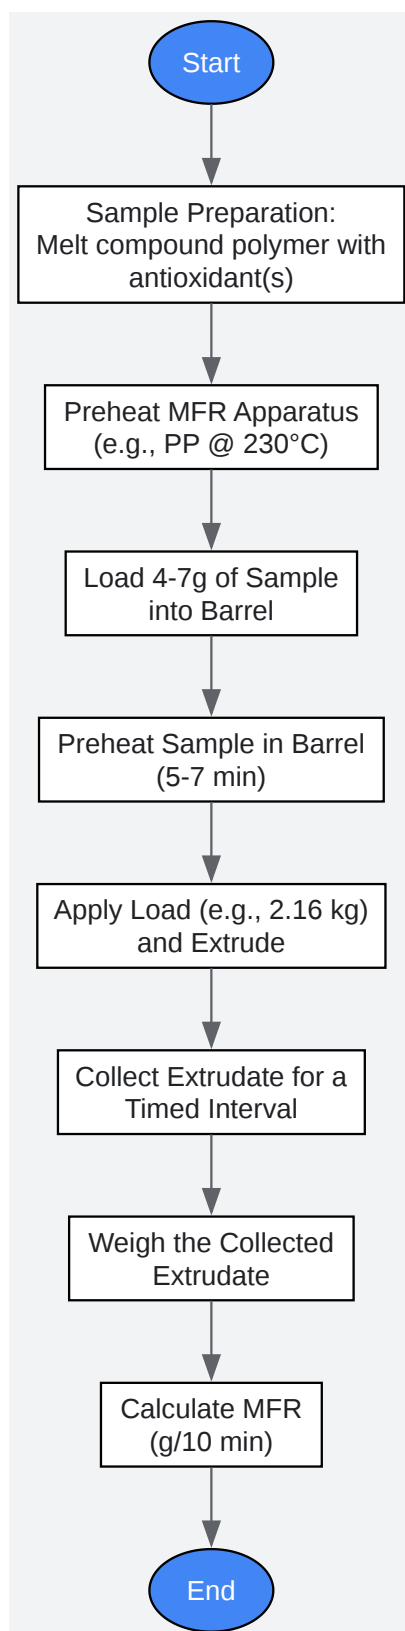 Start
Sample Preparation:
Melt compound polymer with
antioxidant(s)
Preheat MFR Apparatus
(e.g., PP @ 230°C)
Load 4-7g of Sample
into Barrel
Preheat Sample in Barrel
(5-7 min)
Apply Load (e.g., 2.16 kg)
and Extrude
Collect Extrudate for a
Timed Interval
Weigh the Collected
Extrudate
Calculate MFR
(g/10 min)
End